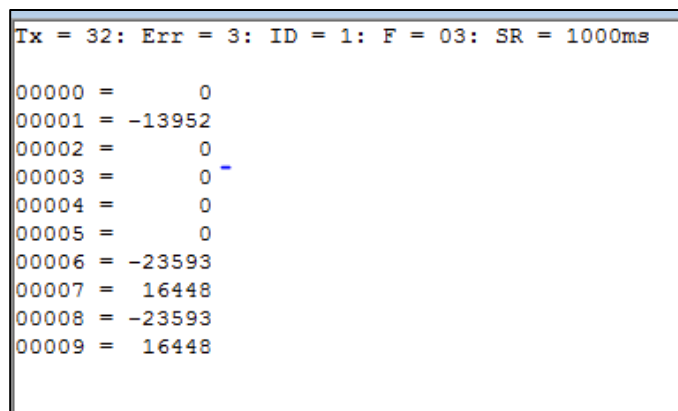 Tx = 32: Err = 3: ID = 1: F = 03: SR = 1000ms
00000 = 0
00001 = -13952
00002 = 0
00003 = 0
00004 = 0
00005 = 0
00006 = -23593
00007 = 16448
00008 = -23593
00009 = 16448